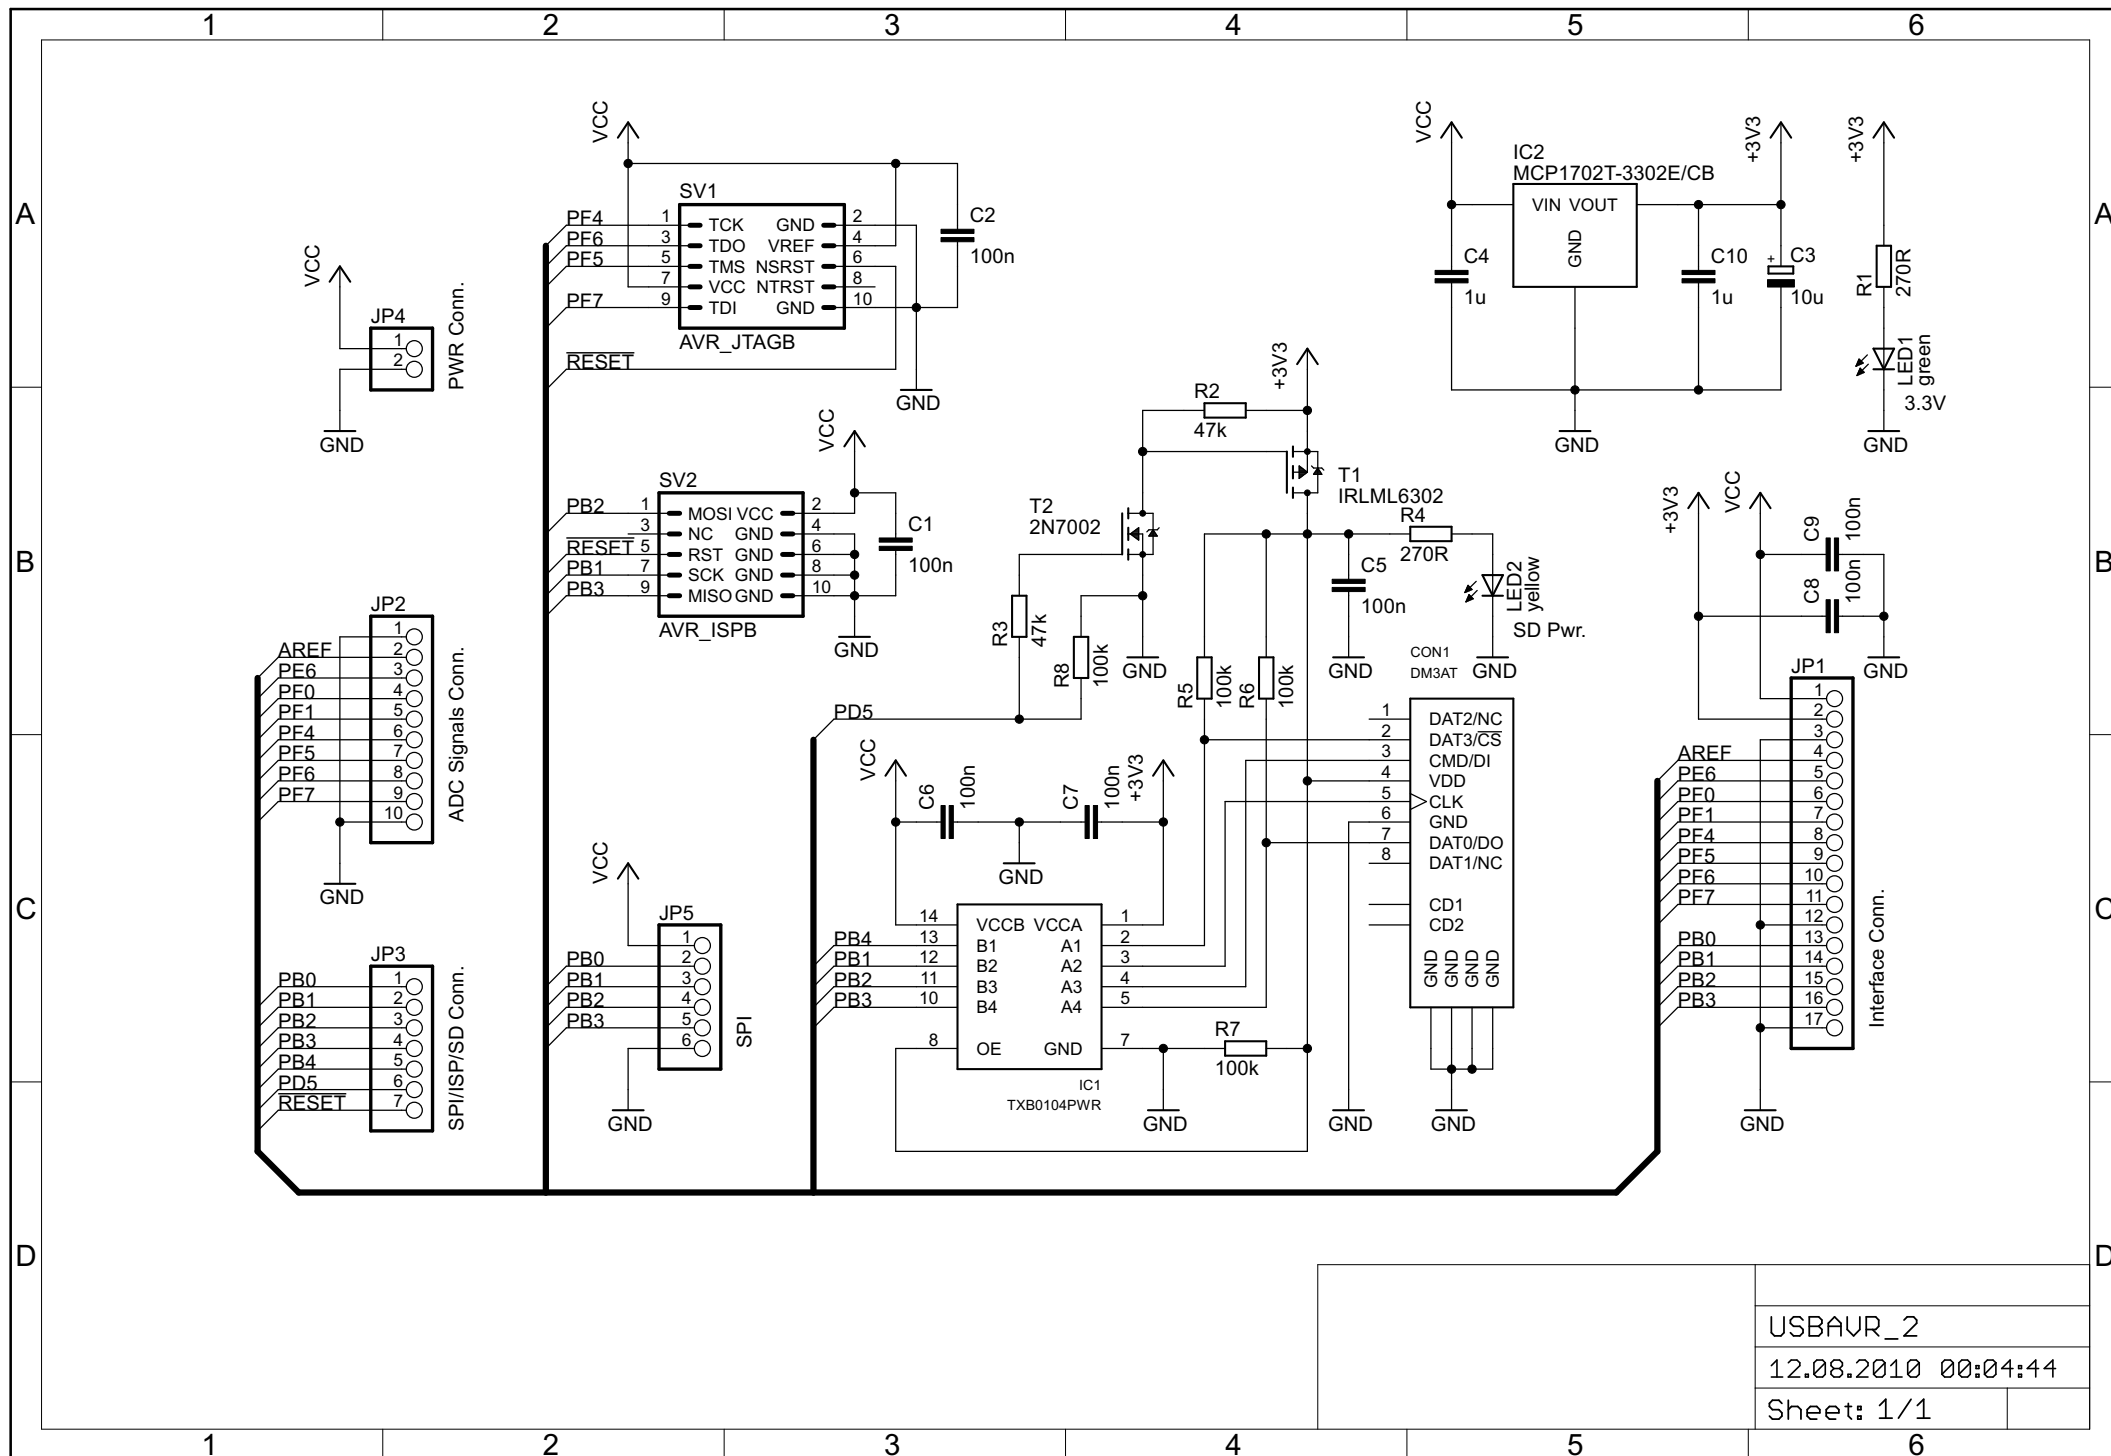 1 2 3 4 5 6
A A
B B
C C
D D
1 2 3 4 5 6
VCC
JP4
1
2
PWR Conn.
GND
VCC
SV1
PF4 1 TCK GND 2
PF6 3 TDO VREF 4
PF5 5 TMS NSRST 6
7 VCC NTRST 8
PF7 9 TDI GND 10
AVR_JTAGB
RESET
C2
100n
GND
VCC
SV2
PB2 1 MOSI VCC 2
3 NC GND 4
RESET 5 RST GND 6
PB1 7 SCK GND 8
PB3 9 MISO GND 10
AVR_ISPB
C1
100n
GND
JP2
1
AREF 2
PE6 3
PF0 4
PF1 5
PF4 6
PF5 7
PF6 8
PF7 9
10
ADC Signals Conn.
GND
JP3
PB0 1
PB1 2
PB2 3
PB3 4
PB4 5
PD5 6
RESET 7
SPI/ISP/SD Conn.
VCC
JP5
1
PB0 2
PB1 3
PB2 4
PB3 5
6
SPI
GND
VCC
IC2
MCP1702T-3302E/CB
VIN VOUT
GND
+3V3
C4
1u
C10
1u
+
C3
10u
GND
+3V3
R1
270R
LED1
green
3.3V
GND
+3V3
R2
47k
T1
IRLML6302
T2
2N7002
R3
47k
R8
100k
GND
PD5
R4
270R
C5
100n
GND
LED2
yellow
SD Pwr.
GND
R5
100k
R6
100k
CON1
DM3AT
1 DAT2/NC
2 DAT3/CS
3 CMD/DI
4 VDD
5 CLK
6 GND
7 DAT0/DO
8 DAT1/NC
CD1
CD2
GND
GND
GND
GND
GND
GND
VCC
C6
100n
C7
100n
+3V3
GND
14 VCCB VCCA 1
PB4 13 B1 A1 2
PB1 12 B2 A2 3
PB2 11 B3 A3 4
PB3 10 B4 A4 5
8 OE GND 7
IC1
TXB0104PWR
R7
100k
GND
+3V3
VCC
C9
100n
C8
100n
GND
JP1
1
2
3
AREF 4
PE6 5
PF0 6
PF1 7
PF4 8
PF5 9
PF6 10
PF7 11
12
PB0 13
PB1 14
PB2 15
PB3 16
17
Interface Conn.
GND
USBAVR_2
12.08.2010 00:04:44
Sheet: 1/1